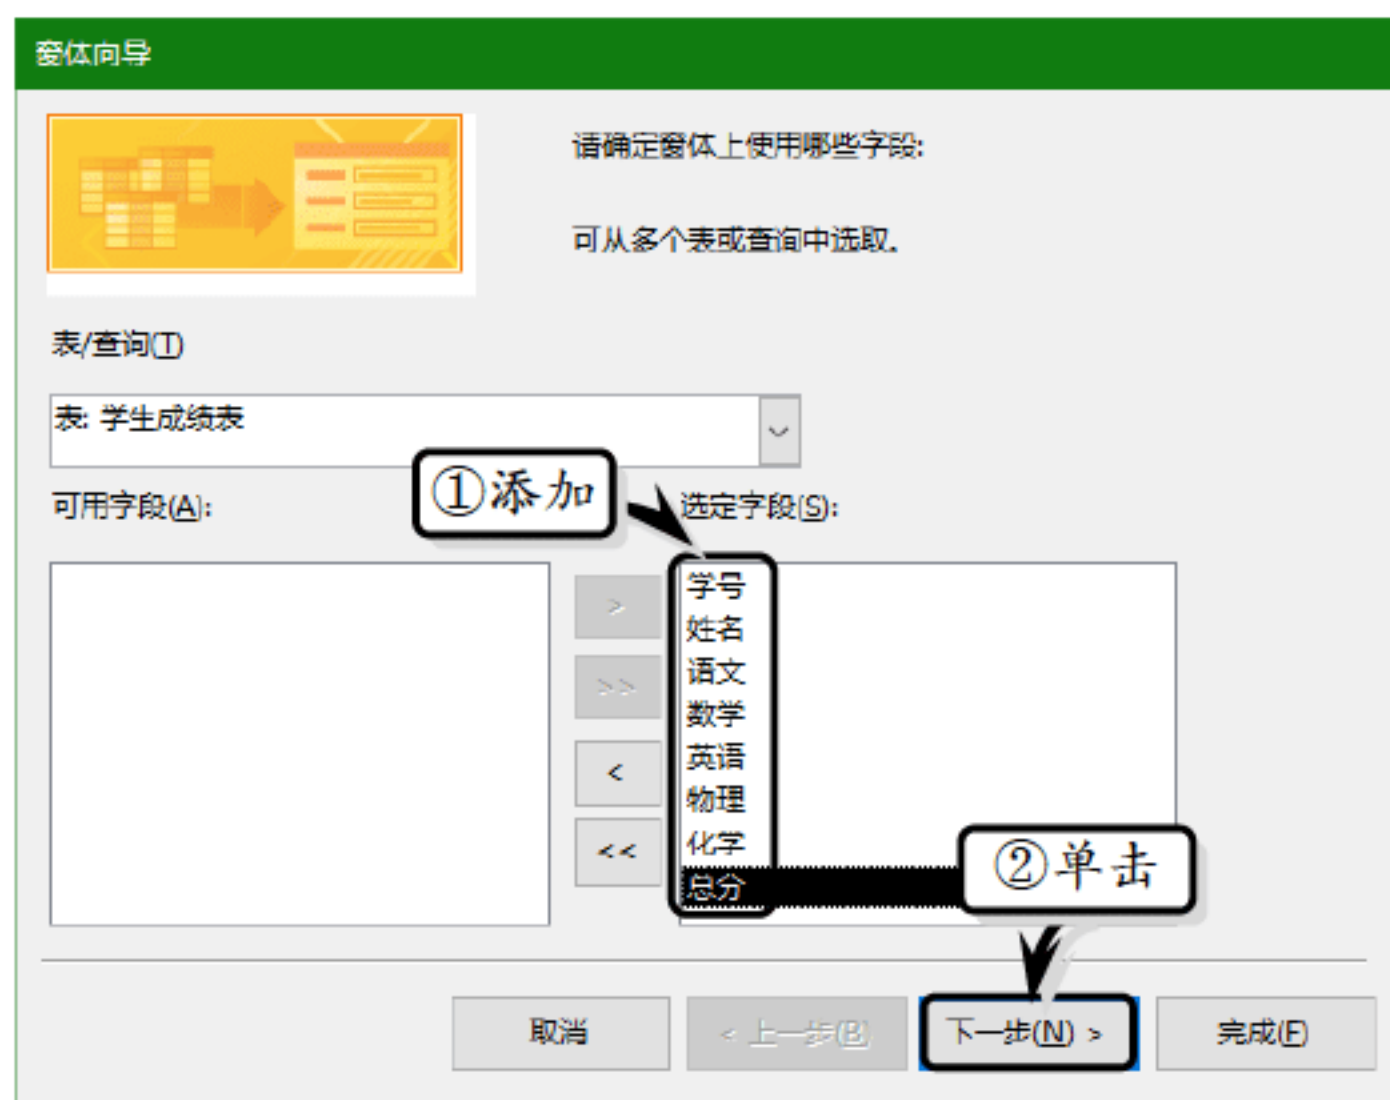 窗体向导
请确定窗体上使用哪些字段:
可从多个表或查询中选取。
表/查询(T)
表: 学生成绩表
①添加
可用字段(A):
选定字段(S):
学号
姓名
语文
数学
英语
物理
化学
总分
>
>>
<
<<
②单击
取消
< 上一步(B)
下一步(N) >
完成(F)